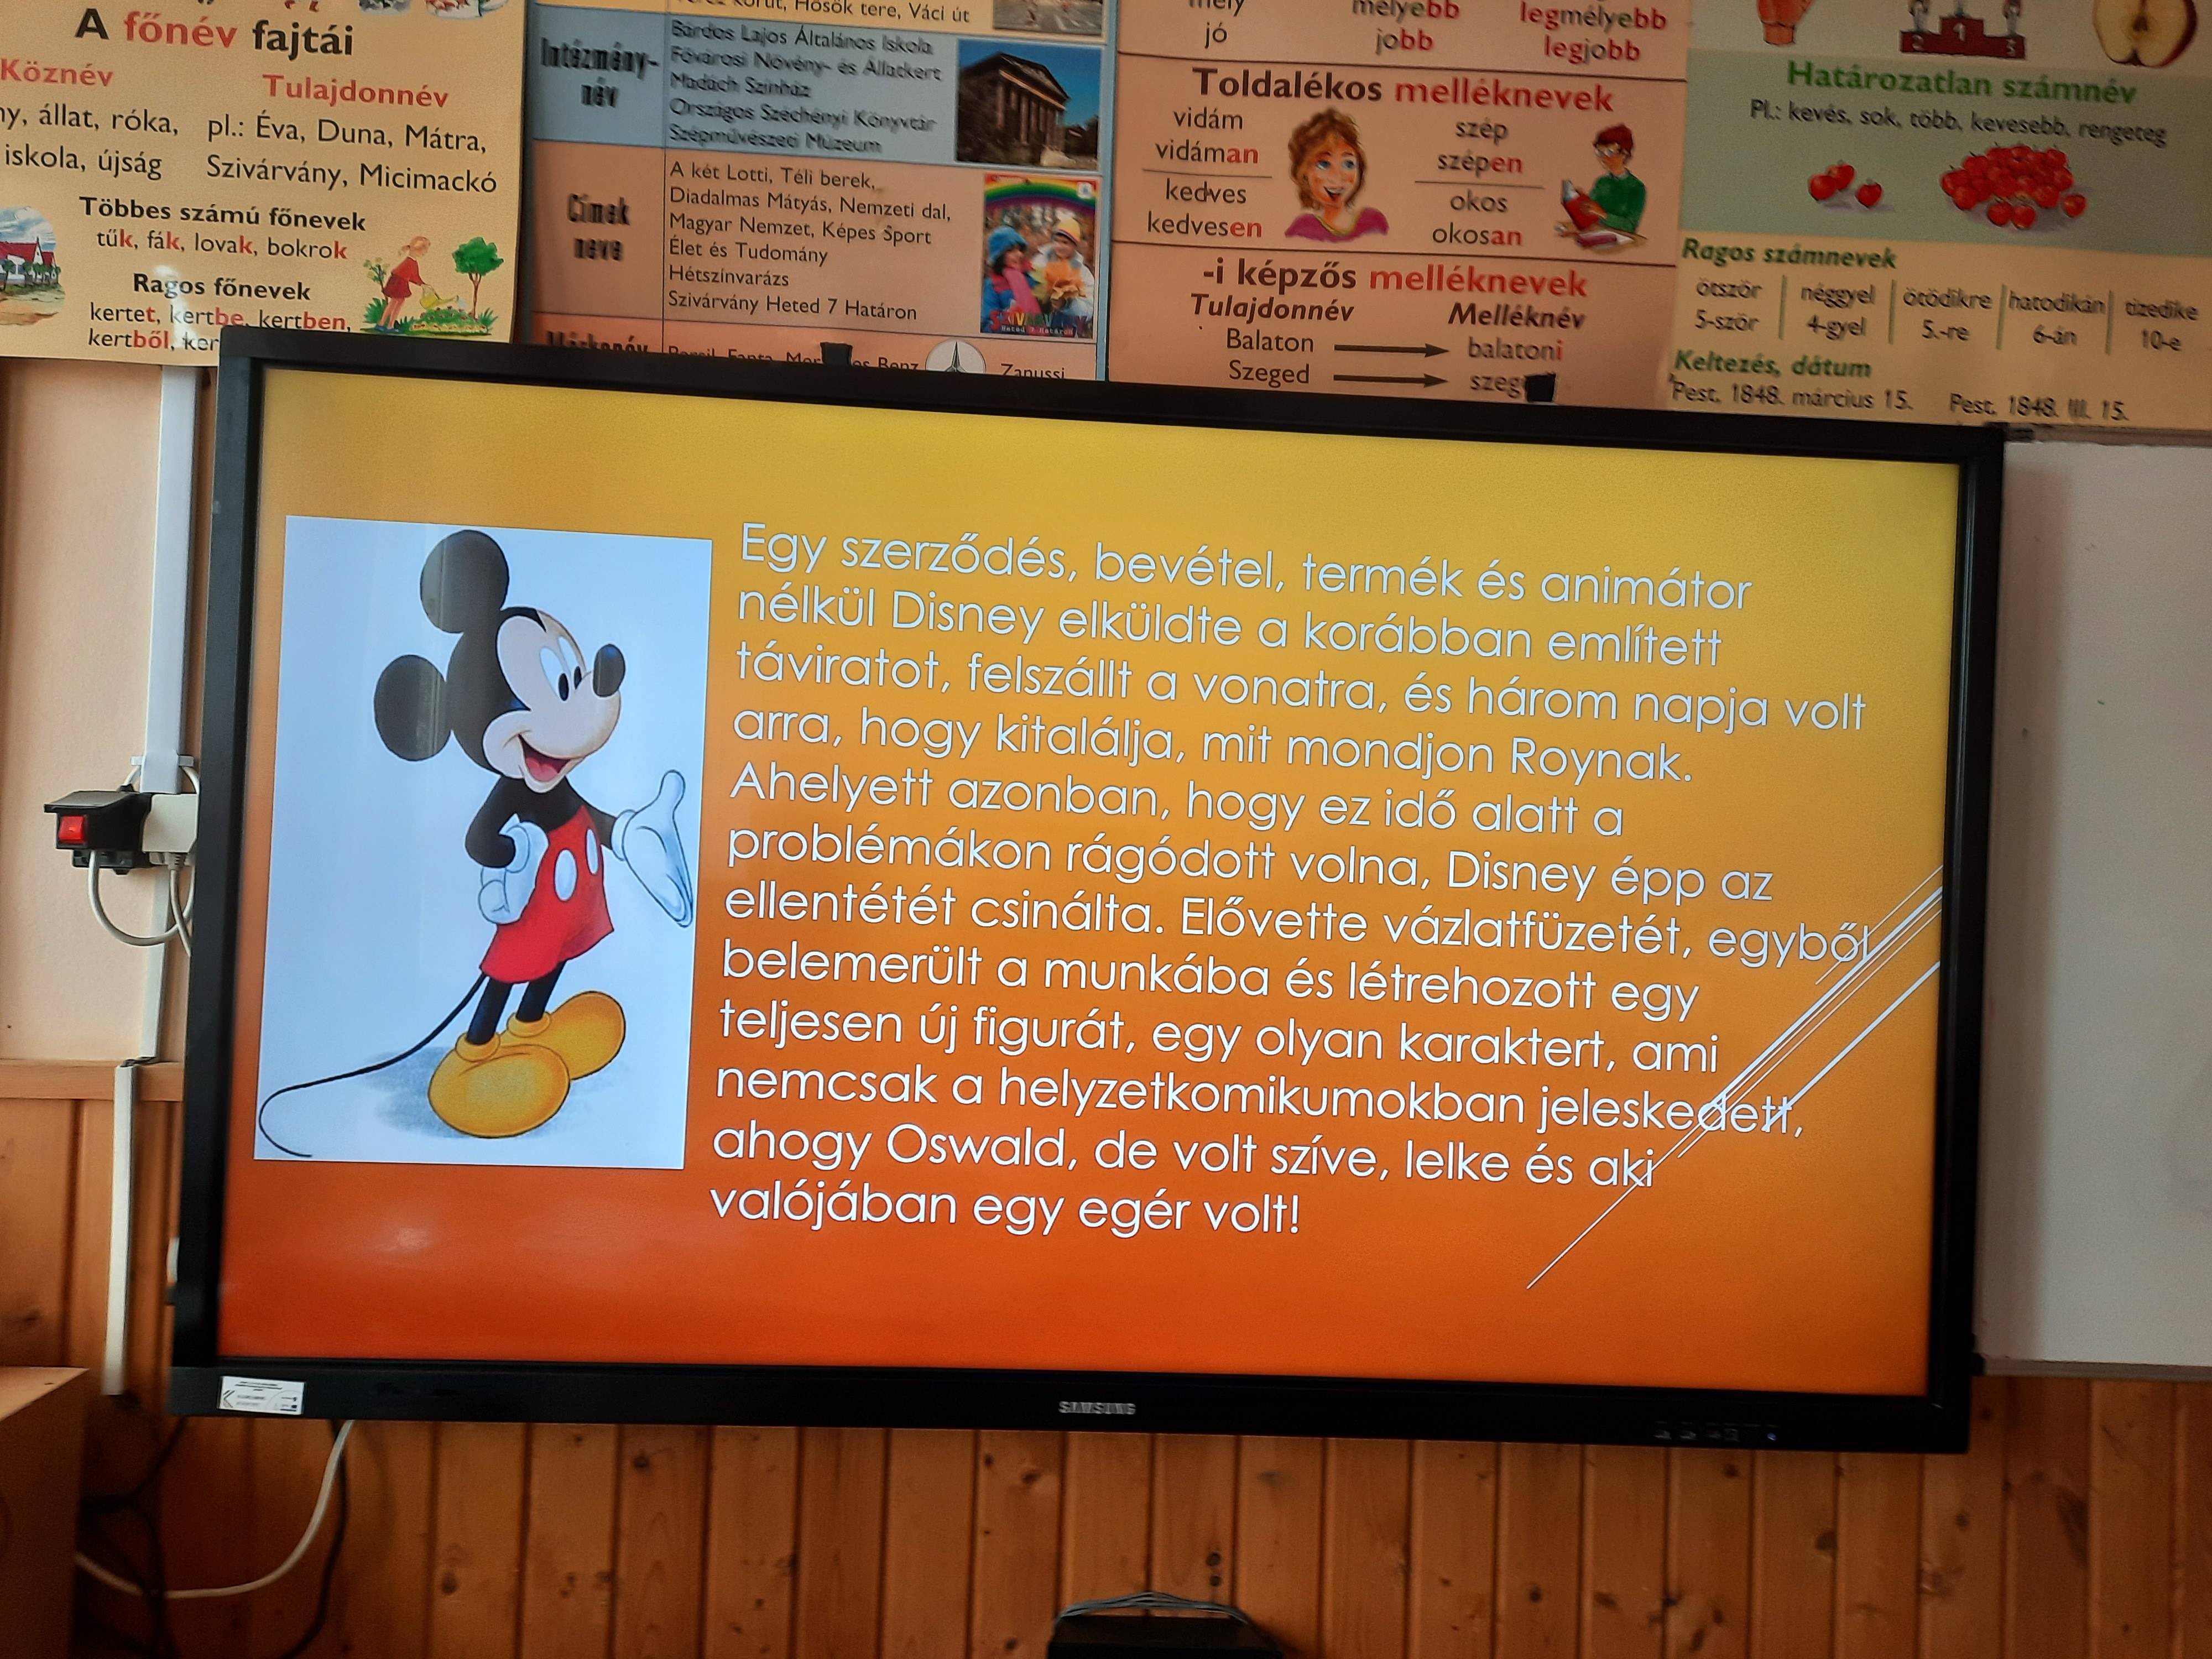 A főnév fajtái
Köznév
Tulajdonnév
állat, róka,
iskola, újság
pl.: Éva, Duna, Mátra,
Szivárvány, Micimackó
Többes számú főnevek
tűk, fák, lovak, bokrok
Ragos főnevek
kertet, kertbe, kertben,
kertből,
Hősök tere, Váci út
Intézmény-
név
Bárdos Lajos Általános Iskola
Fővárosi Növény- és Állatkert
Madách Színház
Országos Széchényi Könyvtár
Szépművészeti Múzeum
Címek
neve
A két Lotti, Téli berek,
Diadalmas Mátyás, Nemzeti dal,
Magyar Nemzet, Képes Sport
Élet és Tudomány
Hétszínvarázs
Szivárvány Heted 7 Határon
Zanussi
mély mélyebb legmélyebb
jó jobb legjobb
Toldalékos melléknevek
vidám
vidáman
kedves
kedvesen
szép
szépen
okos
okosan
-i képzős melléknevek
Tulajdonnév Melléknév
Balaton balatoni
Szeged
2 1 3
Határozatlan számnév
Pl.: kevés, sok, több, kevesebb, rengeteg
Ragos számnevek
ötször négygyel ötödikre hatodikán tizedike
5-ször 4-gyel 5.-re 6-án 10-e
Keltezés, dátum
Pest, 1848. március 15. Pest, 1848. III. 15.
Egy szerződés, bevétel, termék és animátor
nélkül Disney elküldte a korábban említett
táviratot, felszállt a vonatra, és három napja volt
arra, hogy kitalálja, mit mondjon Roynak.
Ahelyett azonban, hogy ez idő alatt a
problémákon rágódott volna, Disney épp az
ellentétét csinálta. Elővette vázlatfüzetét, egyből
belemerült a munkába és létrehozott egy
teljesen új figurát, egy olyan karaktert, ami
nemcsak a helyzetkomikumokban jeleskedett,
ahogy Oswald, de volt szíve, lelke és aki
valójában egy egér volt!
SAMSUNG